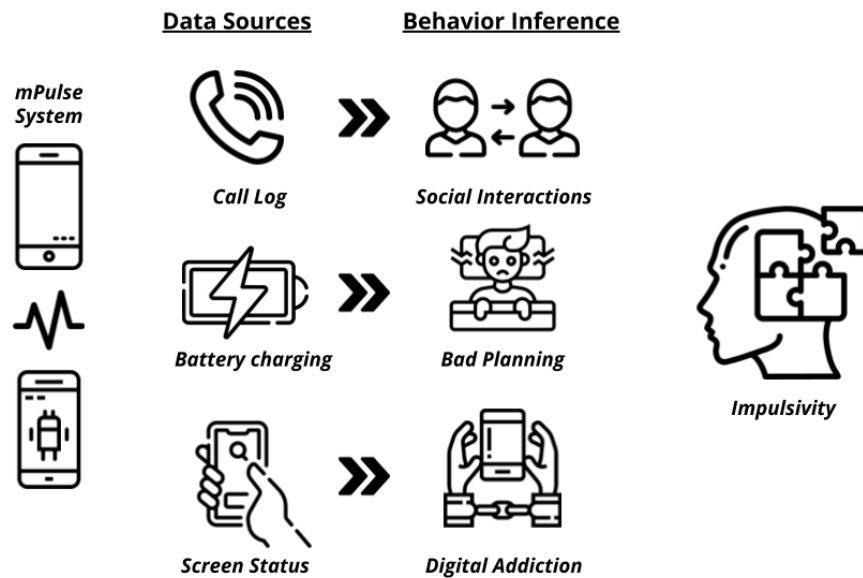 Data Sources
Behavior Inference
mPulse
System
Call Log
Social Interactions
Battery charging
Bad Planning
Impulsivity
Screen Status
Digital Addiction